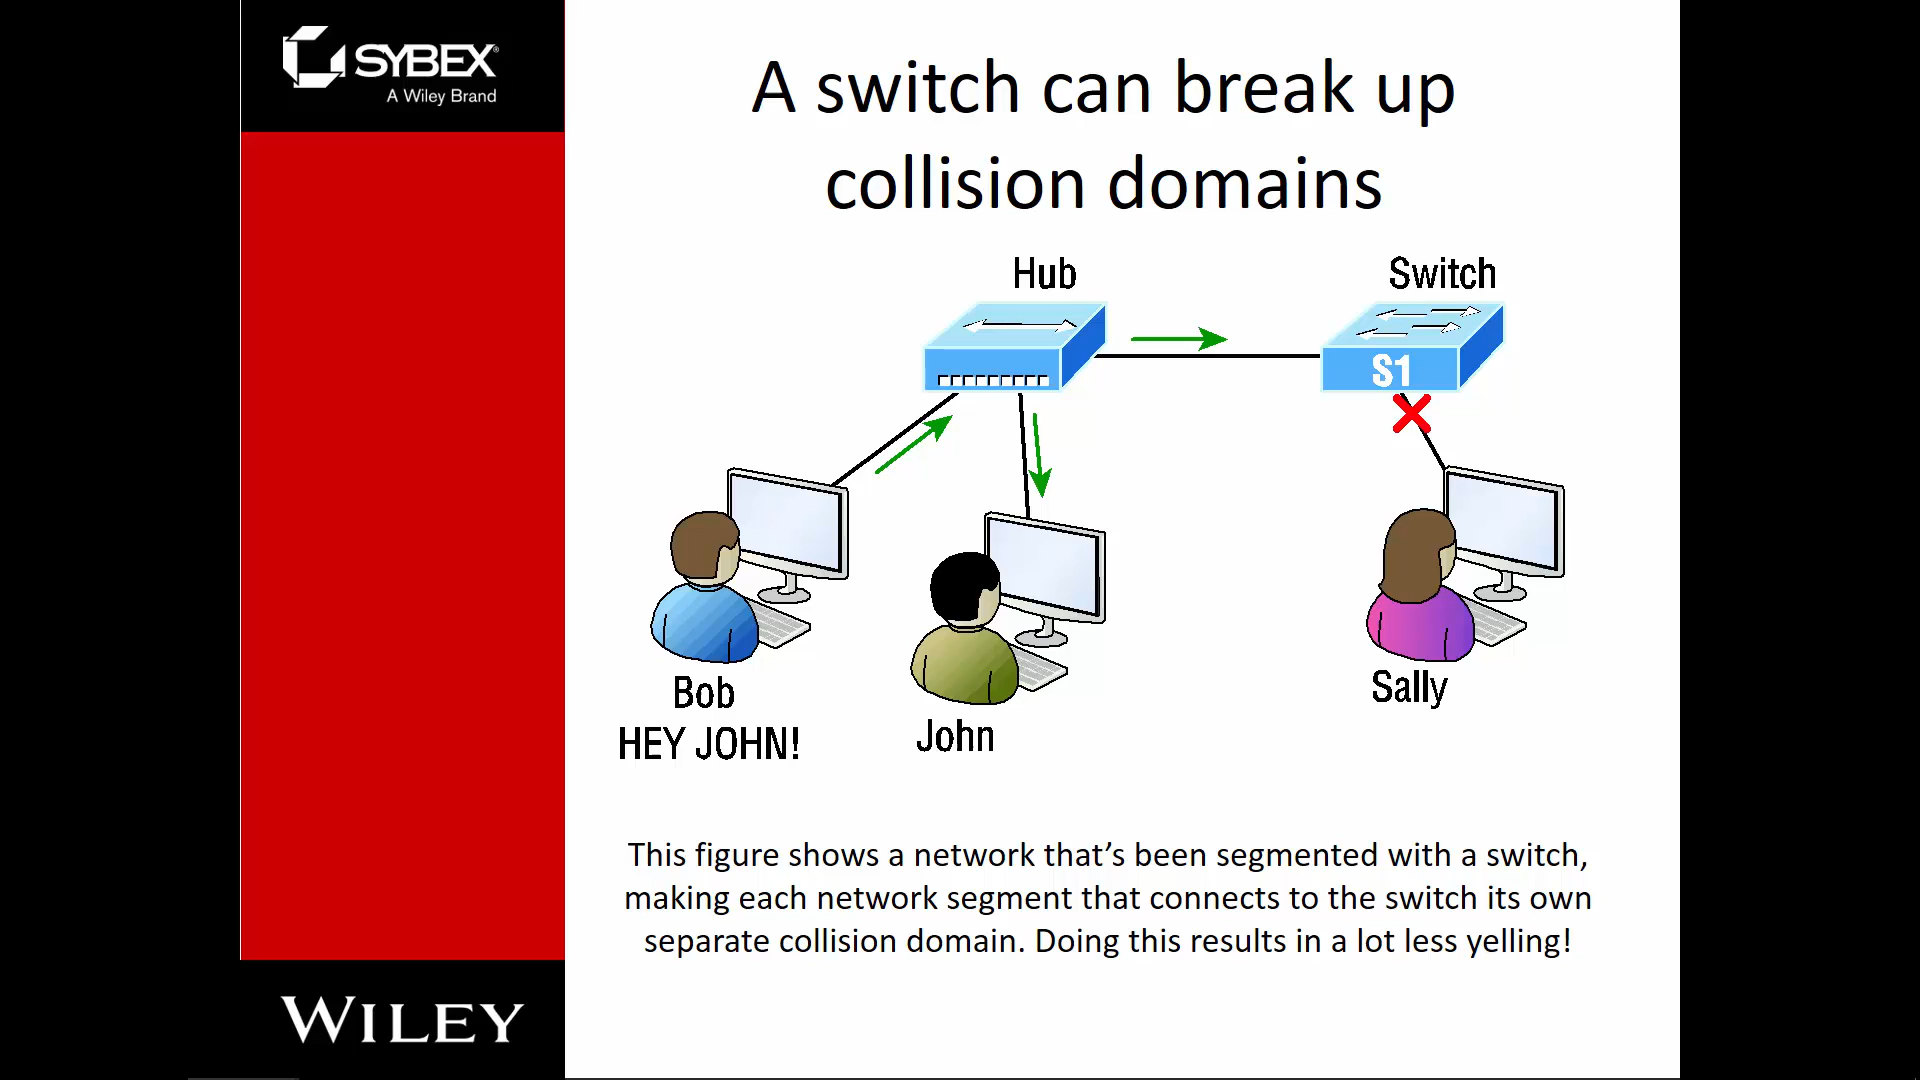 SYBEX®
A Wiley Brand
A switch can break up
collision domains
Hub
Switch
S1
Bob
HEY JOHN!
John
Sally
This figure shows a network that’s been segmented with a switch,
making each network segment that connects to the switch its own
separate collision domain. Doing this results in a lot less yelling!
WILEY